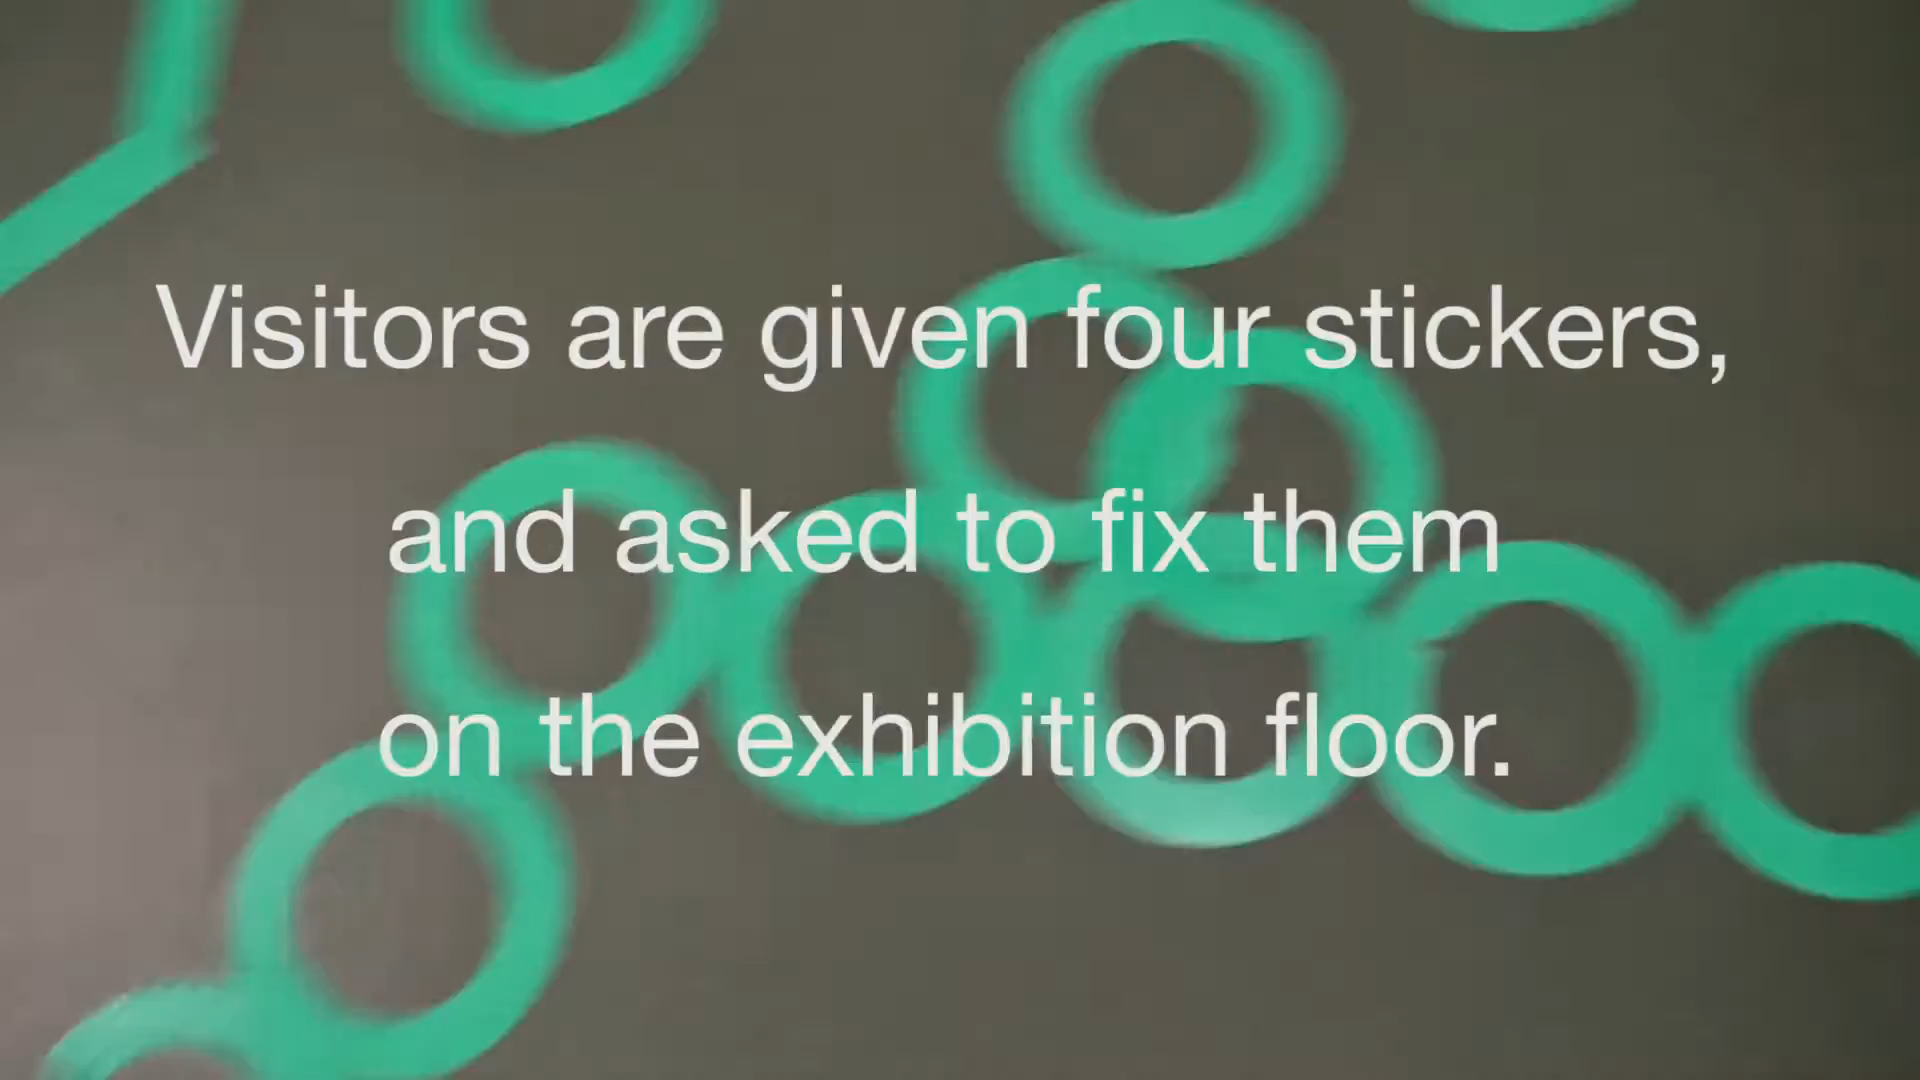 Visitors are given four stickers,
and asked to fix them
on the exhibition floor.